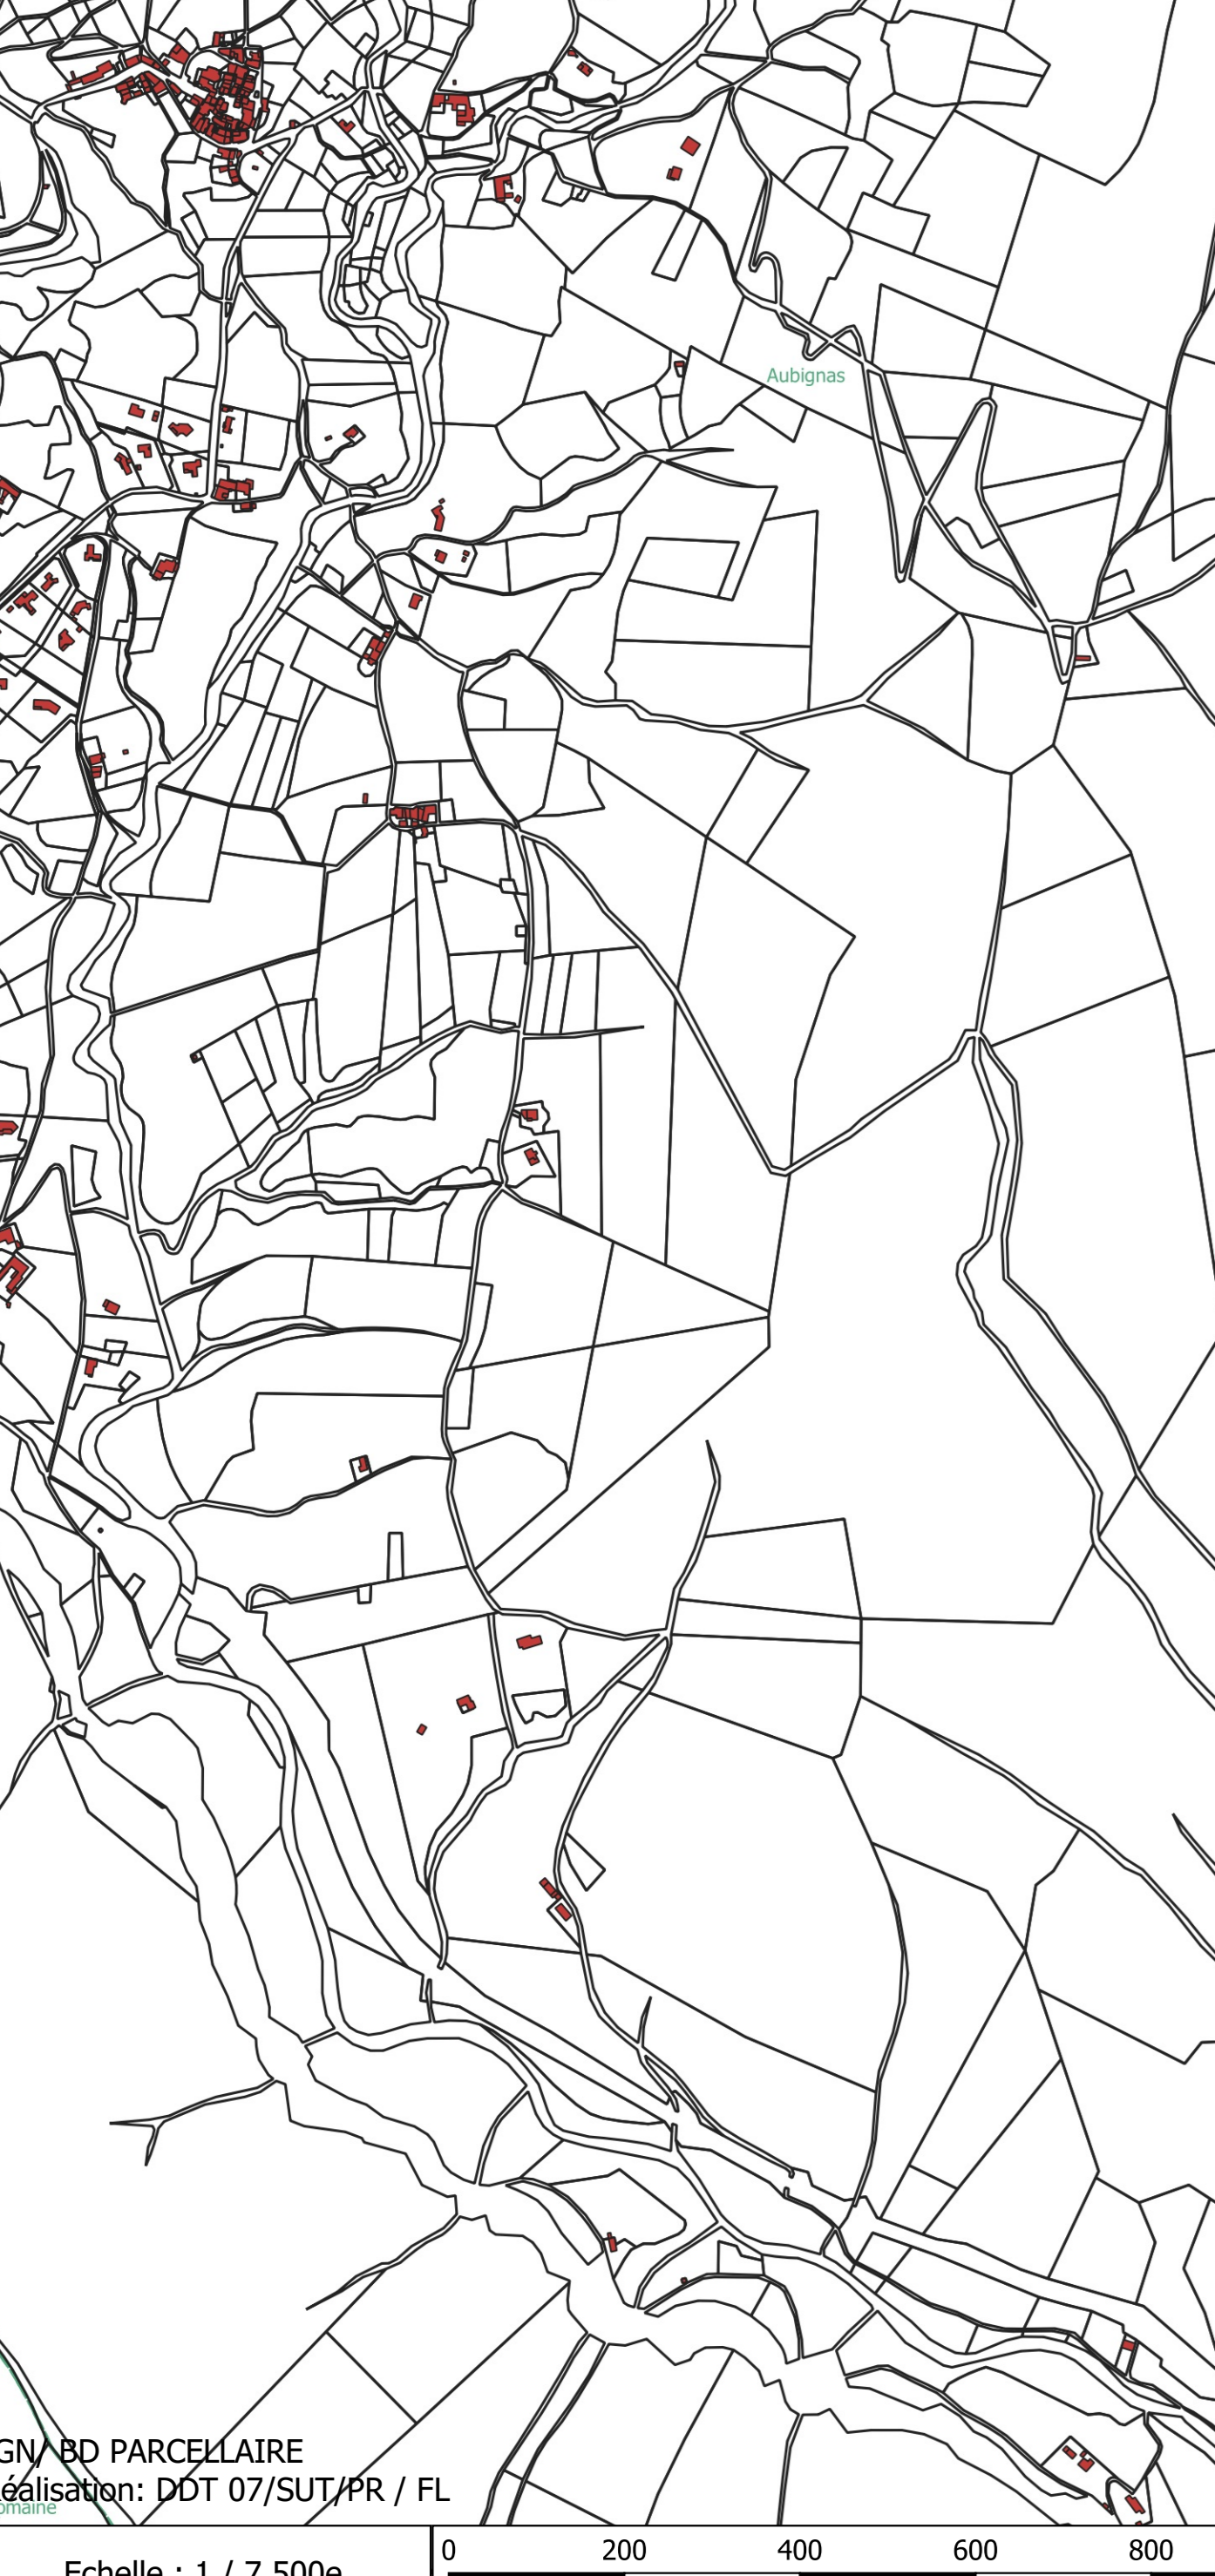 Aubignas
GN/ BD PARCELLAIRE
éalisation: DDT 07/SUT/PR / FL
omaine
0 200 400 600 800
Echelle : 1 / 7 500e